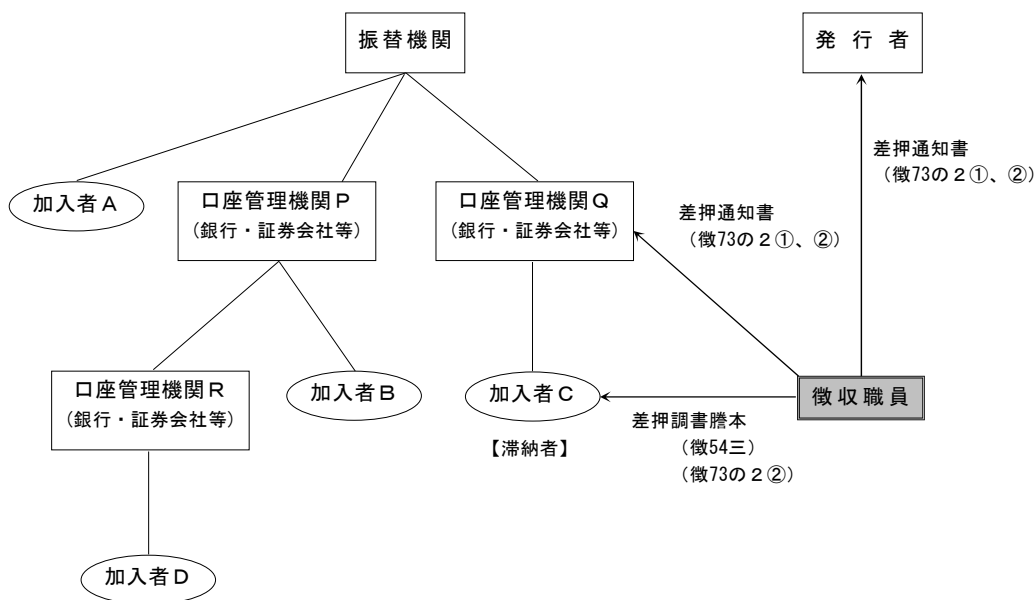 振替機関
発行者
差押通知書
（徴73の２①、②）
加入者Ａ
口座管理機関Ｐ
（銀行・証券会社等）
口座管理機関Ｑ
（銀行・証券会社等）
差押通知書
（徴73の２①、②）
口座管理機関Ｒ
（銀行・証券会社等）
加入者Ｂ
加入者Ｃ
徴収職員
【滞納者】
差押調書謄本
（徴54三）
（徴73の２②）
加入者Ｄ